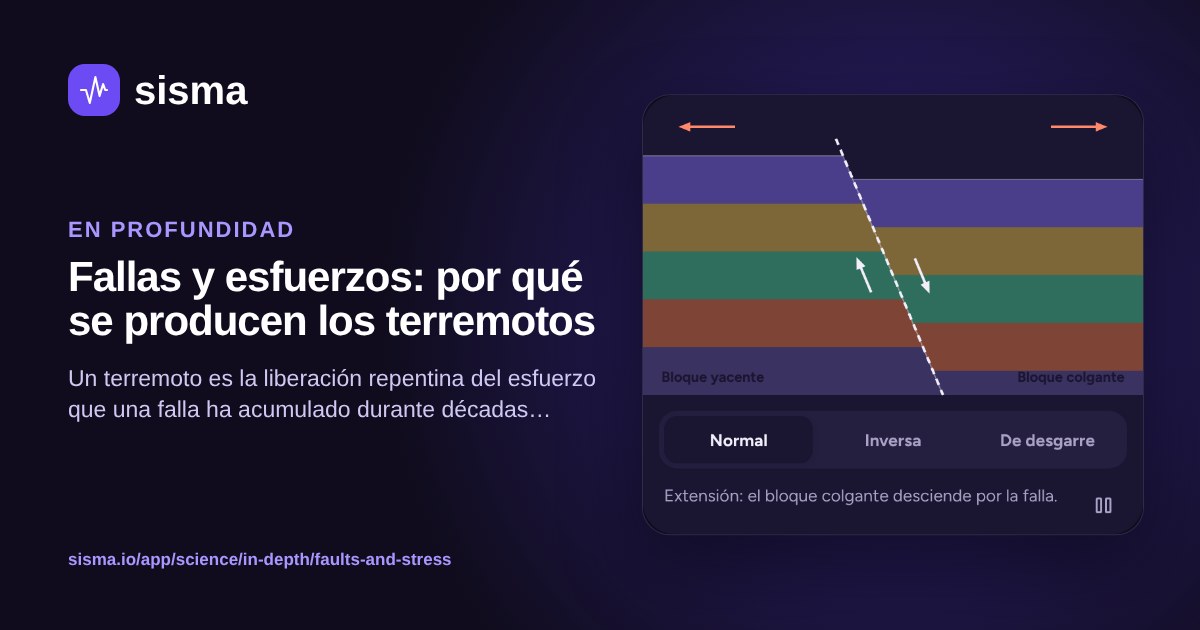 sisma
EN PROFUNDIDAD
Fallas y esfuerzos: por qué
se producen los terremotos
Un terremoto es la liberación repentina del esfuerzo
que una falla ha acumulado durante décadas…
sisma.io/app/science/in-depth/faults-and-stress
Bloque yacente
Bloque colgante
Normal
Inversa
De desgarre
Extensión: el bloque colgante desciende por la falla.